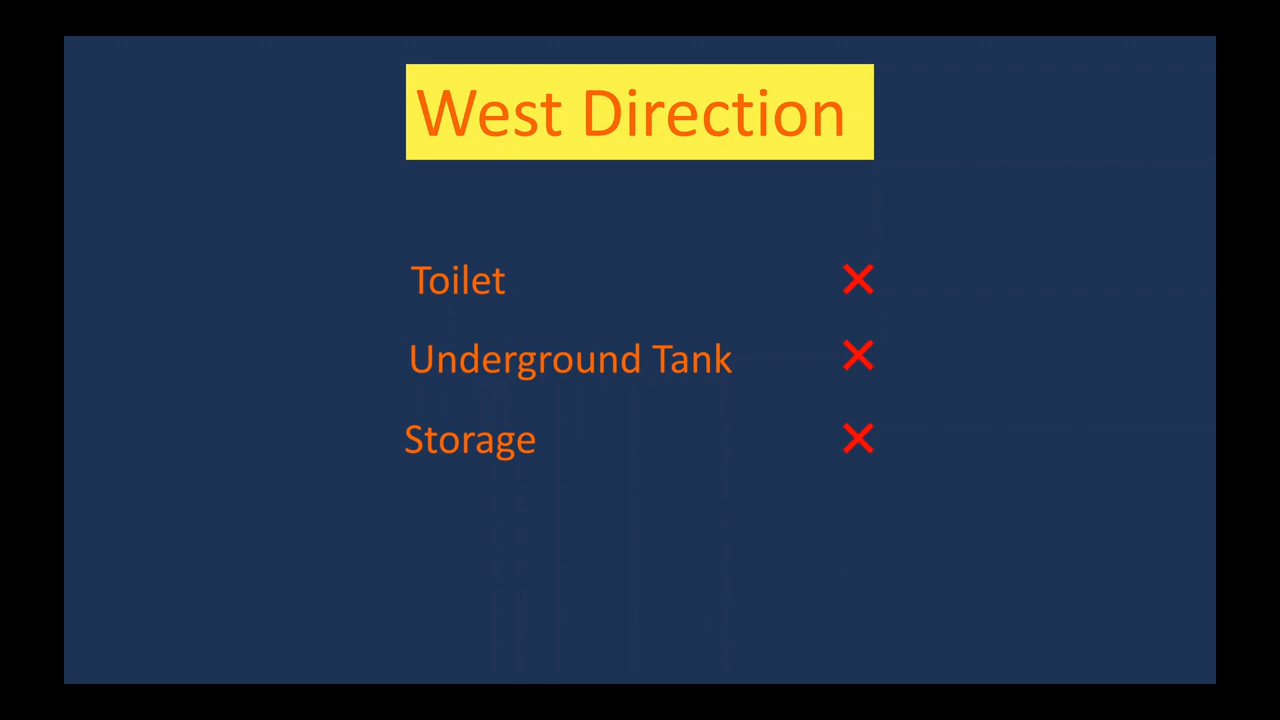 West Direction
Toilet ✕
Underground Tank ✕
Storage ✕